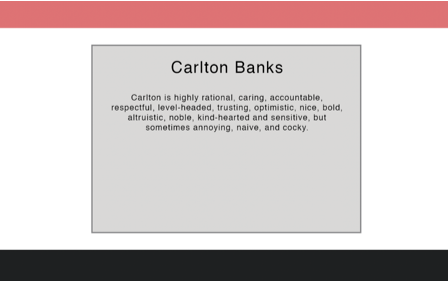 Carlton Banks
Carlton is highly rational, caring, accountable,
respectful, level-headed, trusting, optimistic, nice, bold,
altruistic, noble, kind-hearted and sensitive, but
sometimes annoying, naive, and cocky.